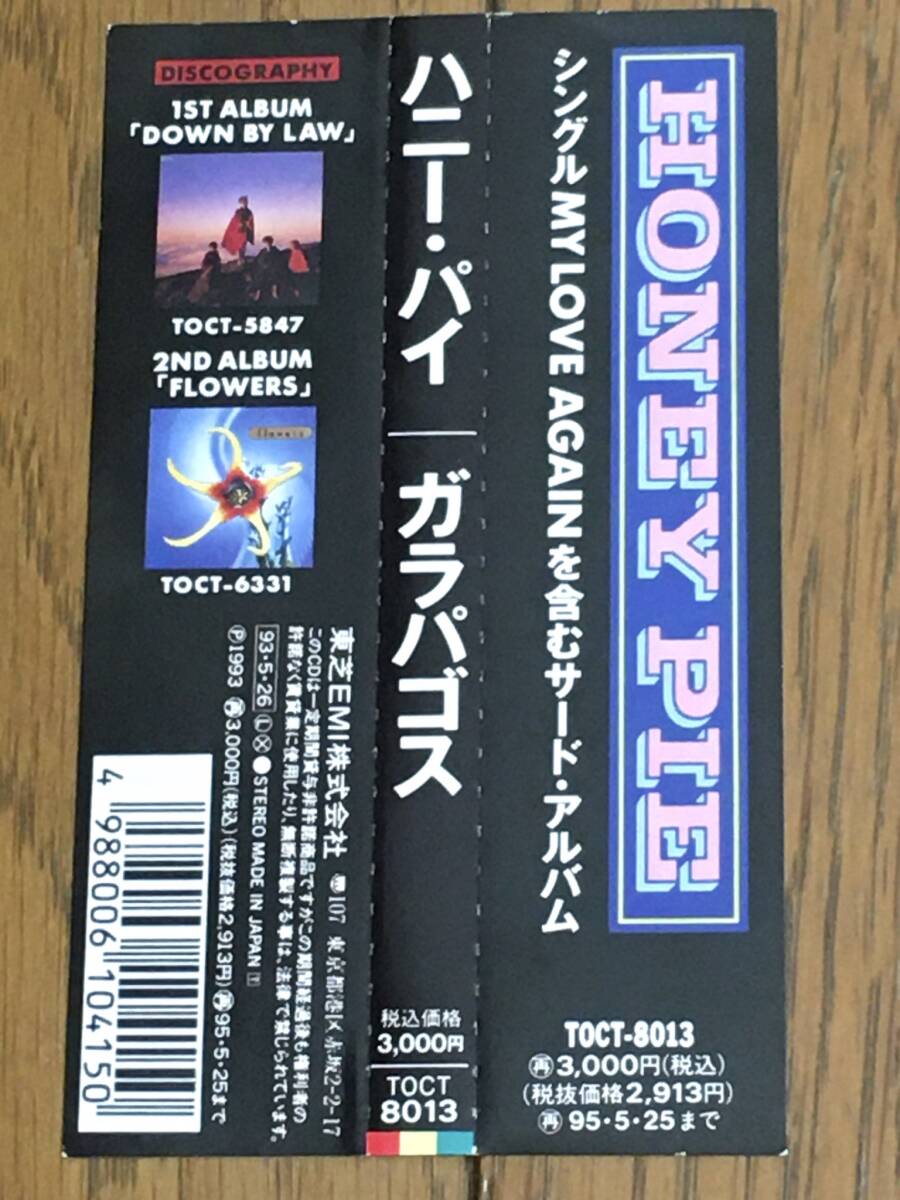 HONEY PIE
シングルMY LOVE AGAINを含むサード・アルバム
TOCT-8013
再3,000円(税込)
(税抜価格2,913円)
再95・5・25まで
ハニー・パイ
ガラパゴス
税込価格
3,000円
TOCT
8013
DISCOGRAPHY
1ST ALBUM
「DOWN BY LAW」
TOCT-5847
2ND ALBUM
「FLOWERS」
flowers
TOCT-6331
東芝EMI株式会社 107 東京都港区赤坂2-2-17
このCDは一定期間貸与非許諾商品ですがこの期間経過後も権利者の
許諾なく賃貸業に使用したり、無断複製する事は、法律で禁じられています。
93・5・26 Ⓛ Ⓧ ● STEREO MADE IN JAPAN Y
Ⓟ1993 再3,000円(税込)(税抜価格2,913円)再95・5・25まで
4 988006 104150